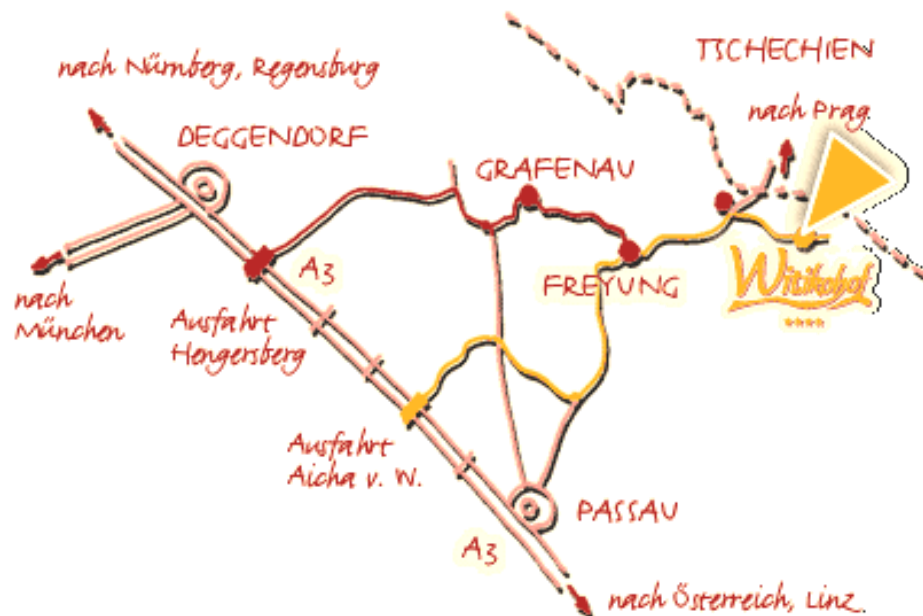 nach Nürnberg, Regensburg
TSCHECHIEN
nach Prag
DEGGENDORF
GRAFENAU
A3
FREYUNG
Witikohof
****
nach
München
Ausfahrt
Hengersberg
Ausfahrt
Aicha v. W.
PASSAU
A3
nach Österreich, Linz